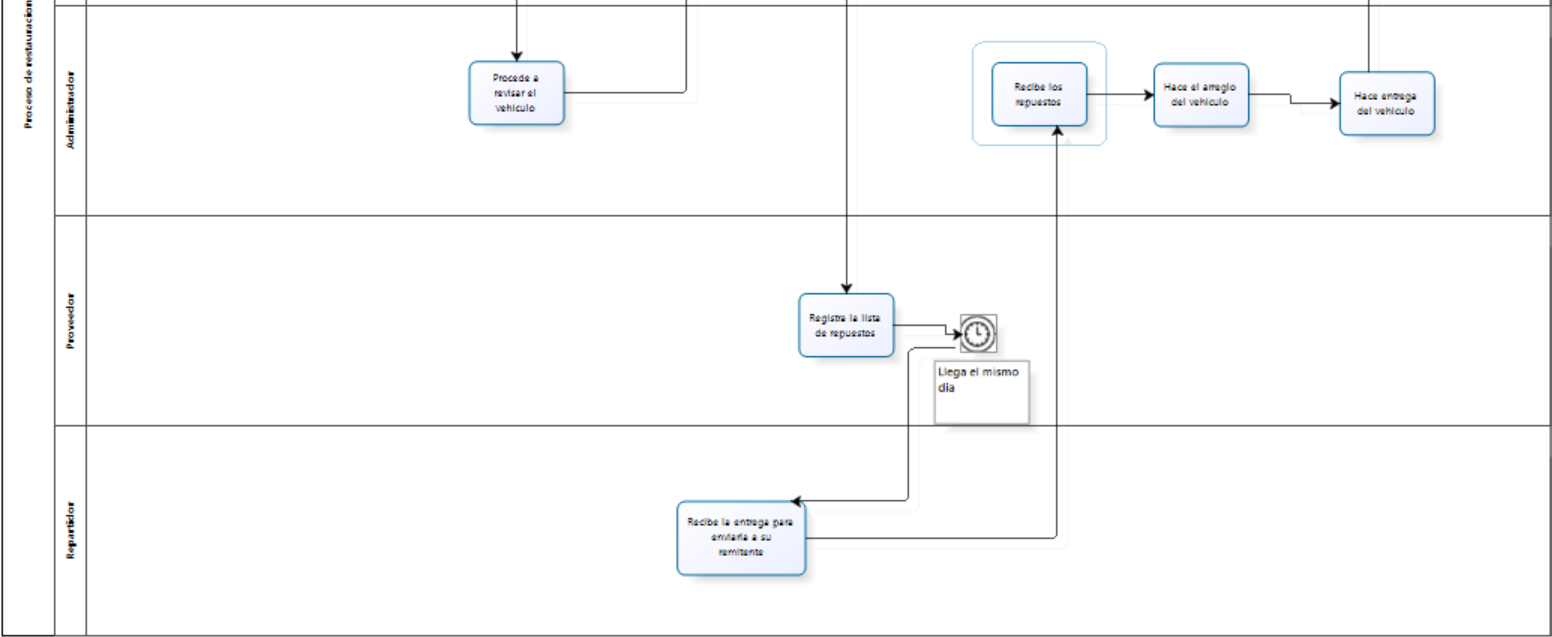 Proceso de restauracion
Administrador
Procede a
revisar el
vehiculo
Recibe los
repuestos
Hace el arreglo
del vehiculo
Hace entrega
del vehiculo
Proveedor
Registra la lista
de repuestos
Llega el mismo
dia
Repartidor
Recibe la entrega para
enviarla a su
remitente